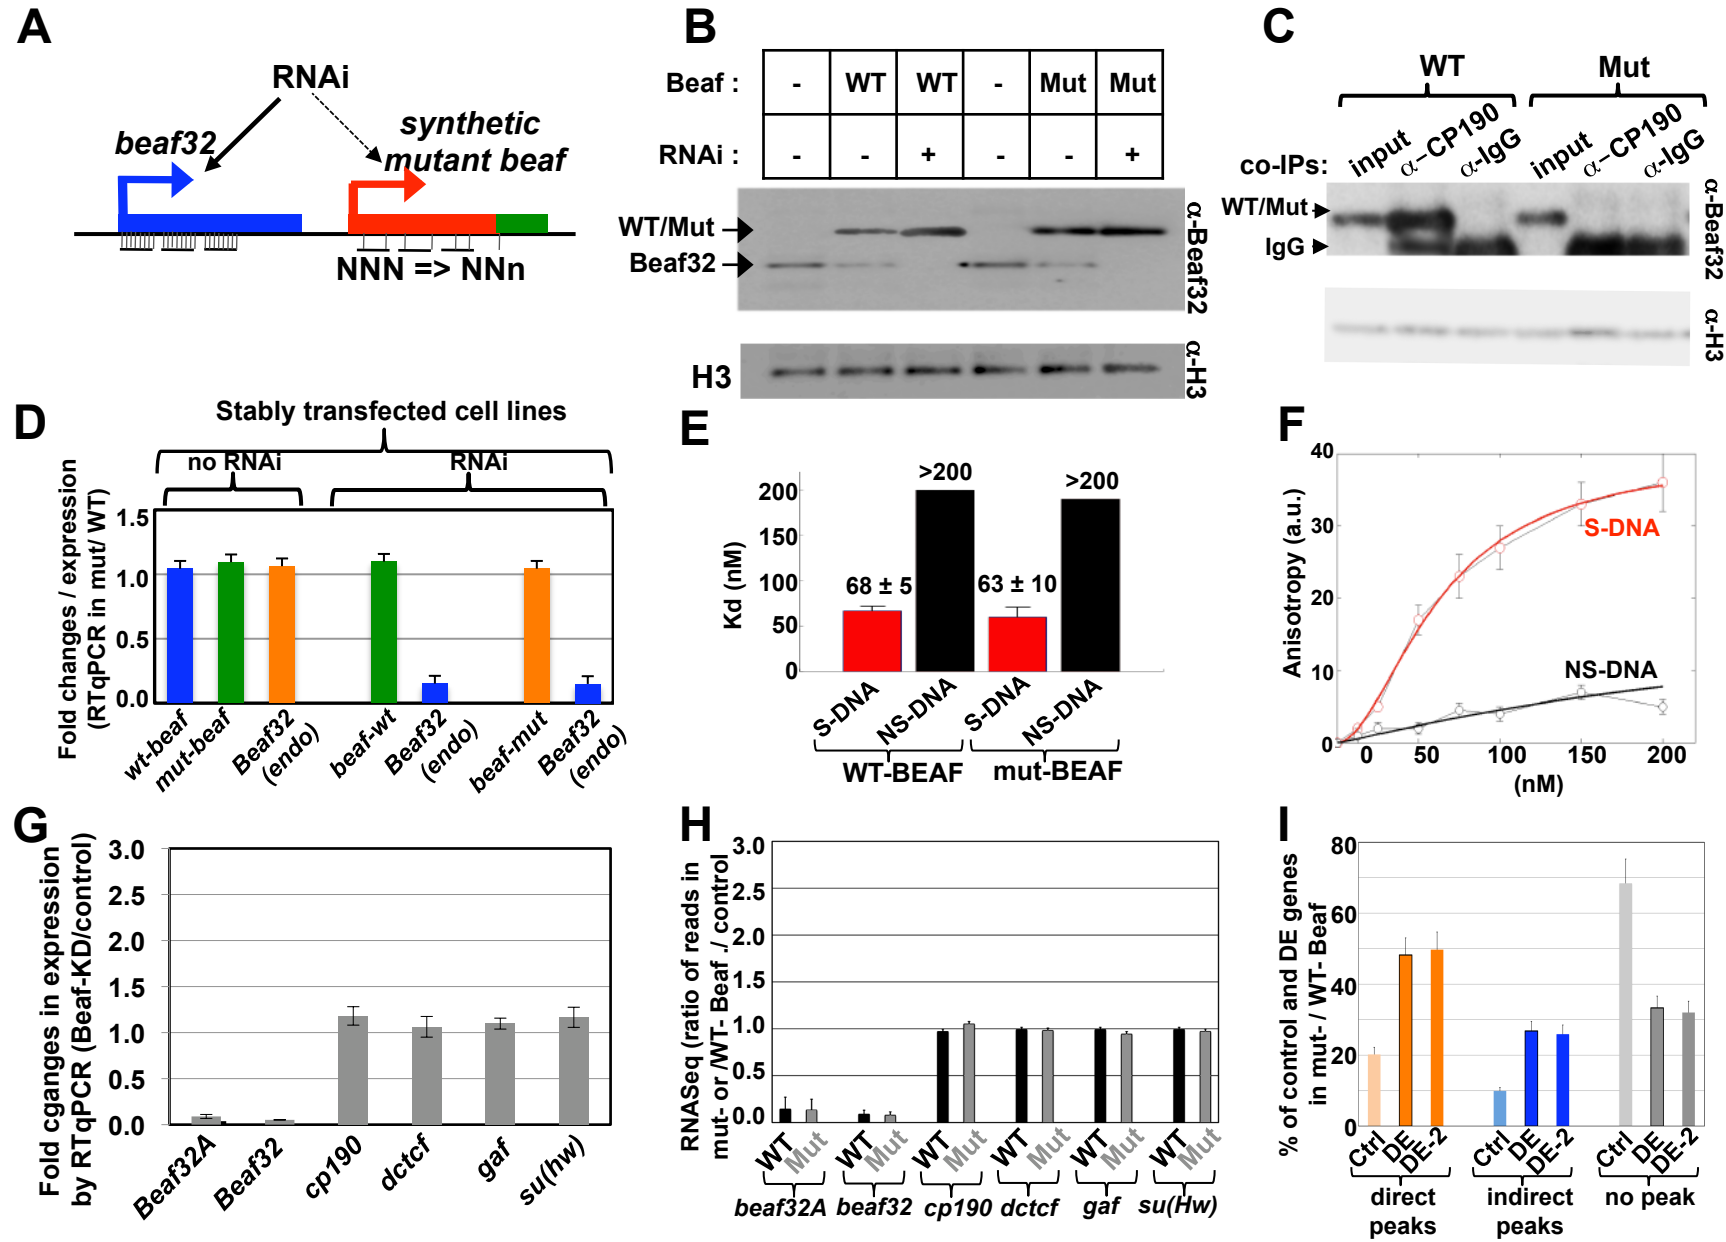 A
RNAi
beaf32
synthetic
mutant beaf
NNN => NNn
B
Beaf :
-
WT
WT
-
Mut
Mut
RNAi :
-
-
+
-
-
+
WT/Mut
Beaf32
α-Beaf32
H3
α-H3
C
WT
Mut
co-IPs:
input
α-CP190
α-IgG
input
α-CP190
α-IgG
WT/Mut
IgG
α-Beaf32
α-H3
D
Stably transfected cell lines
no RNAi
RNAi
Fold changes / expression
(RTqPCR in mut/ WT)
1.5
1.0
0.5
0.0
wt-beaf
mut-beaf
Beaf32
(endo)
beaf-wt
Beaf32
(endo)
beaf-mut
Beaf32
(endo)
E
Kd (nM)
200
150
100
50
0
68 ± 5
>200
63 ± 10
>200
S-DNA
NS-DNA
S-DNA
NS-DNA
WT-BEAF
mut-BEAF
F
Anisotropy (a.u.)
40
30
20
10
0
S-DNA
NS-DNA
0
50
100
150
200
(nM)
G
Fold cganges in expression
by RTqPCR (Beaf-KD/control)
3.0
2.5
2.0
1.5
1.0
0.5
0.0
Beaf32A
Beaf32
cp190
dctcf
gaf
su(hw)
H
RNASeq (ratio of reads in
mut- or /WT- Beaf ./ control
3.0
2.5
2.0
1.5
1.0
0.5
0.0
WT
Mut
WT
Mut
WT
Mut
WT
Mut
WT
Mut
WT
Mut
beaf32A
beaf32
cp190
dctcf
gaf
su(Hw)
I
% of control and DE genes
in mut- / WT- Beaf
80
60
40
20
0
Ctrl
DE
DE-2
Ctrl
DE
DE-2
Ctrl
DE
DE-2
direct
peaks
indirect
peaks
no peak